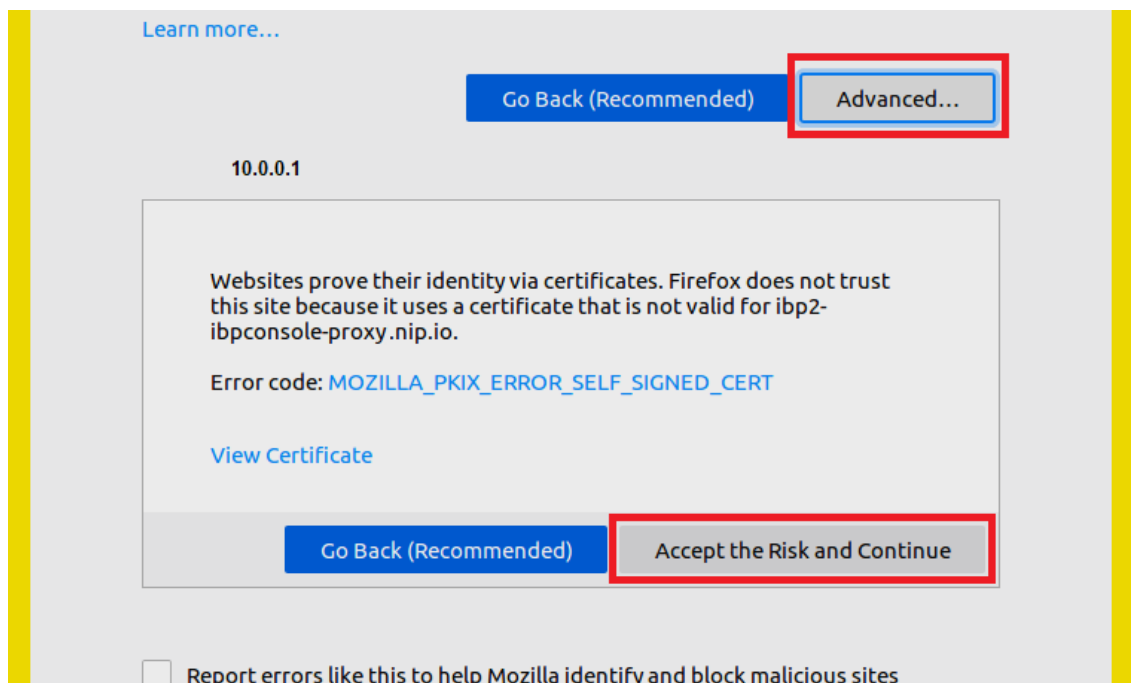 Learn more…
Go Back (Recommended) Advanced…
10.0.0.1
Websites prove their identity via certificates. Firefox does not trust
this site because it uses a certificate that is not valid for ibp2-
ibpconsole-proxy.nip.io.
Error code: MOZILLA_PKIX_ERROR_SELF_SIGNED_CERT
View Certificate
Go Back (Recommended) Accept the Risk and Continue
Report errors like this to help Mozilla identify and block malicious sites